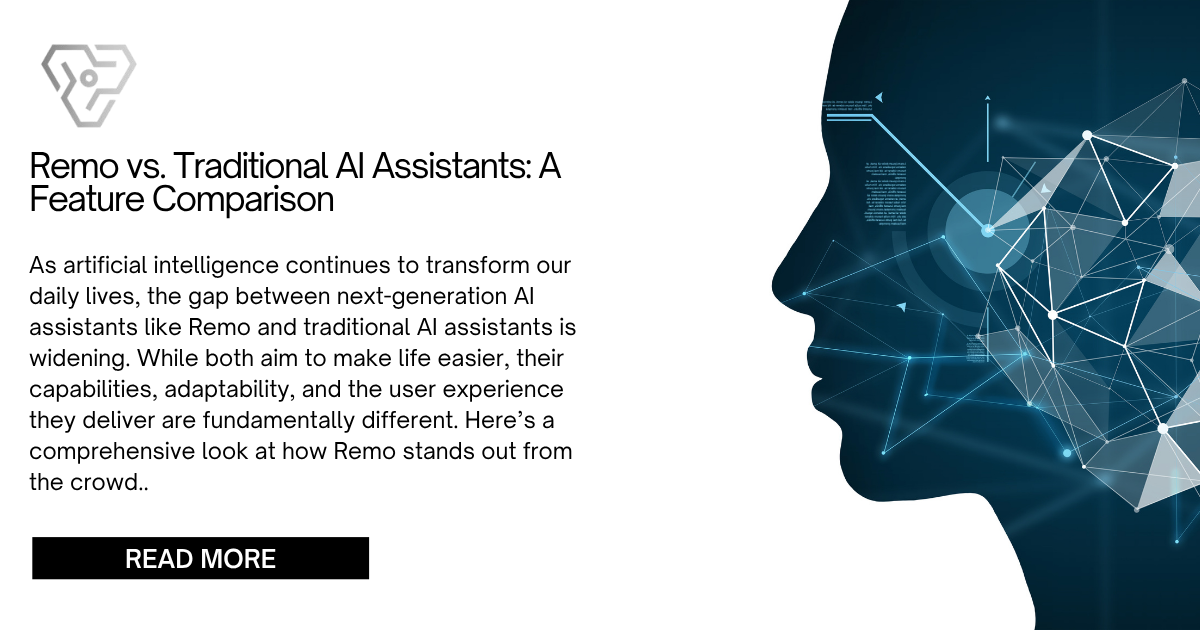 Remo vs. Traditional AI Assistants: A
Feature Comparison
As artificial intelligence continues to transform our
daily lives, the gap between next-generation AI
assistants like Remo and traditional AI assistants is
widening. While both aim to make life easier, their
capabilities, adaptability, and the user experience
they deliver are fundamentally different. Here’s a
comprehensive look at how Remo stands out from
the crowd..
READ MORE